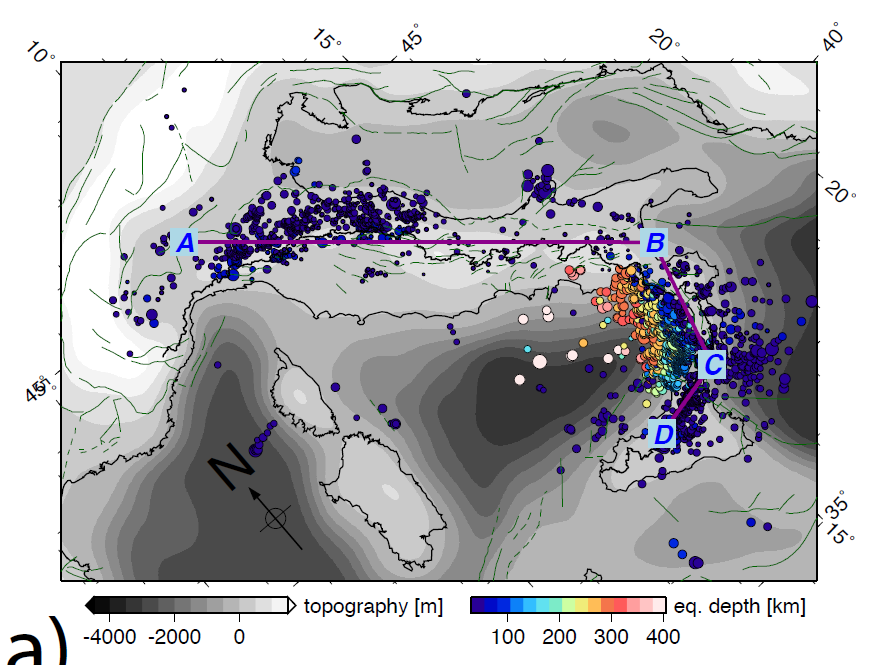 10° 15° 45° 20° 40°
20°
A B
C
45°
D
N
35°
15°
topography [m] eq. depth [km]
-4000 -2000 0 100 200 300 400
a)